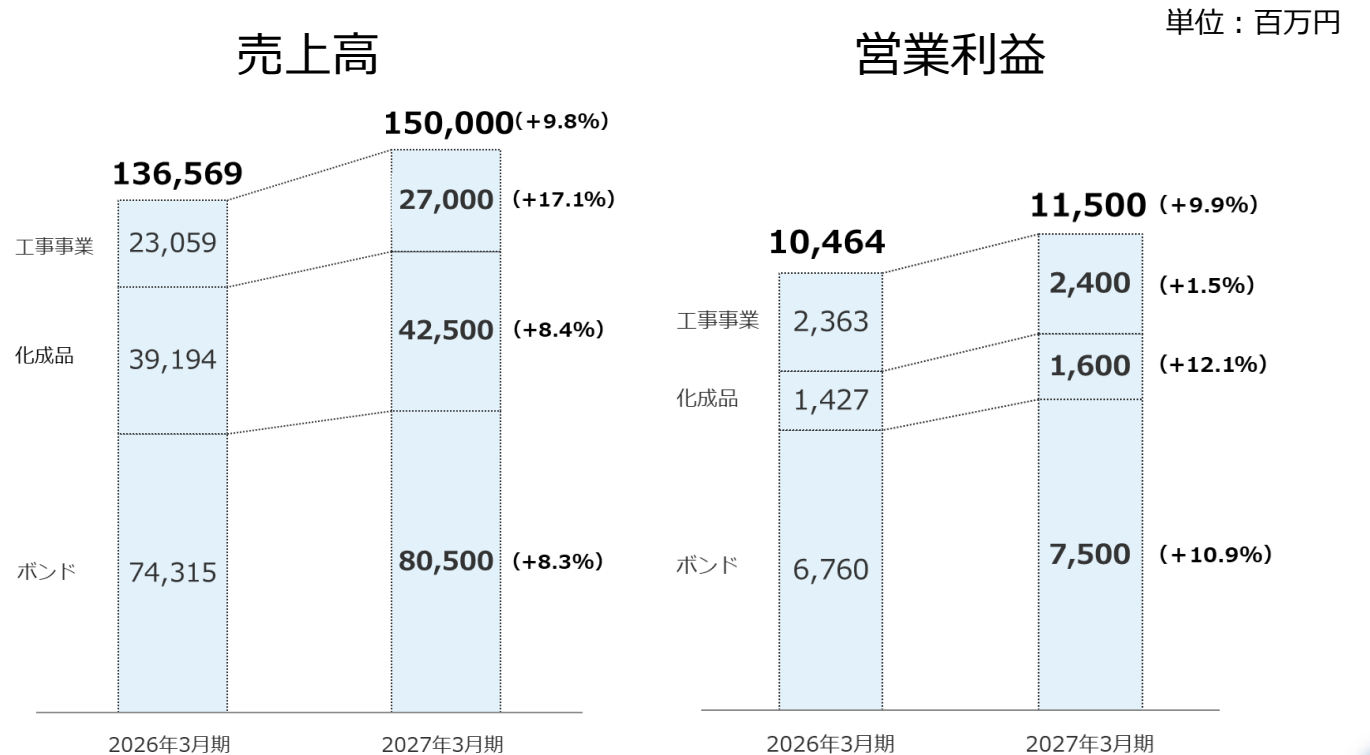 単位：百万円
売上高
150,000(+9.8%)
136,569
27,000 (+17.1%)
工事事業 23,059
42,500 (+8.4%)
化成品 39,194
80,500 (+8.3%)
ボンド 74,315
2026年3月期 2027年3月期
営業利益
11,500 (+9.9%)
10,464
2,400 (+1.5%)
工事事業 2,363
1,600 (+12.1%)
化成品 1,427
7,500 (+10.9%)
ボンド 6,760
2026年3月期 2027年3月期